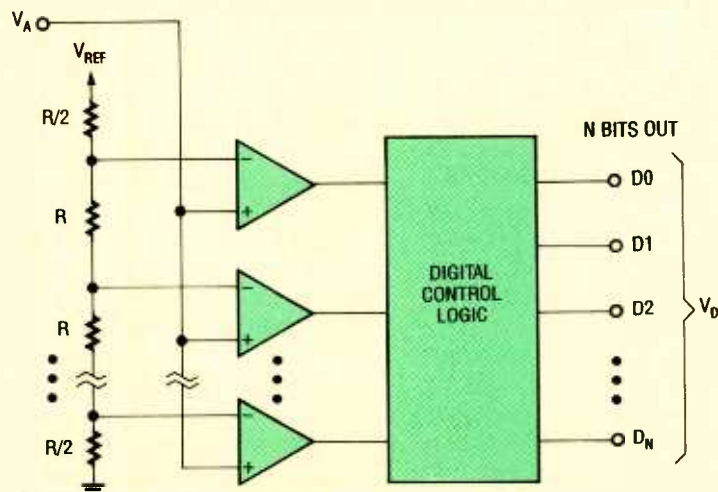 V_A
V_REF
R/2
R
R
R/2
−
+
−
+
−
+
DIGITAL
CONTROL
LOGIC
N BITS OUT
D0
D1
D2
D_N
V_D